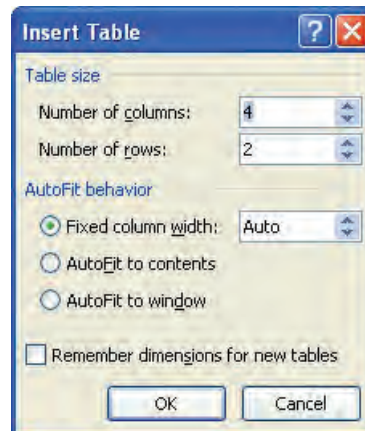 Insert Table ?
Table size
Number of columns: 4
Number of rows: 2
AutoFit behavior
Fixed column width: Auto
AutoFit to contents
AutoFit to window
Remember dimensions for new tables
OK Cancel